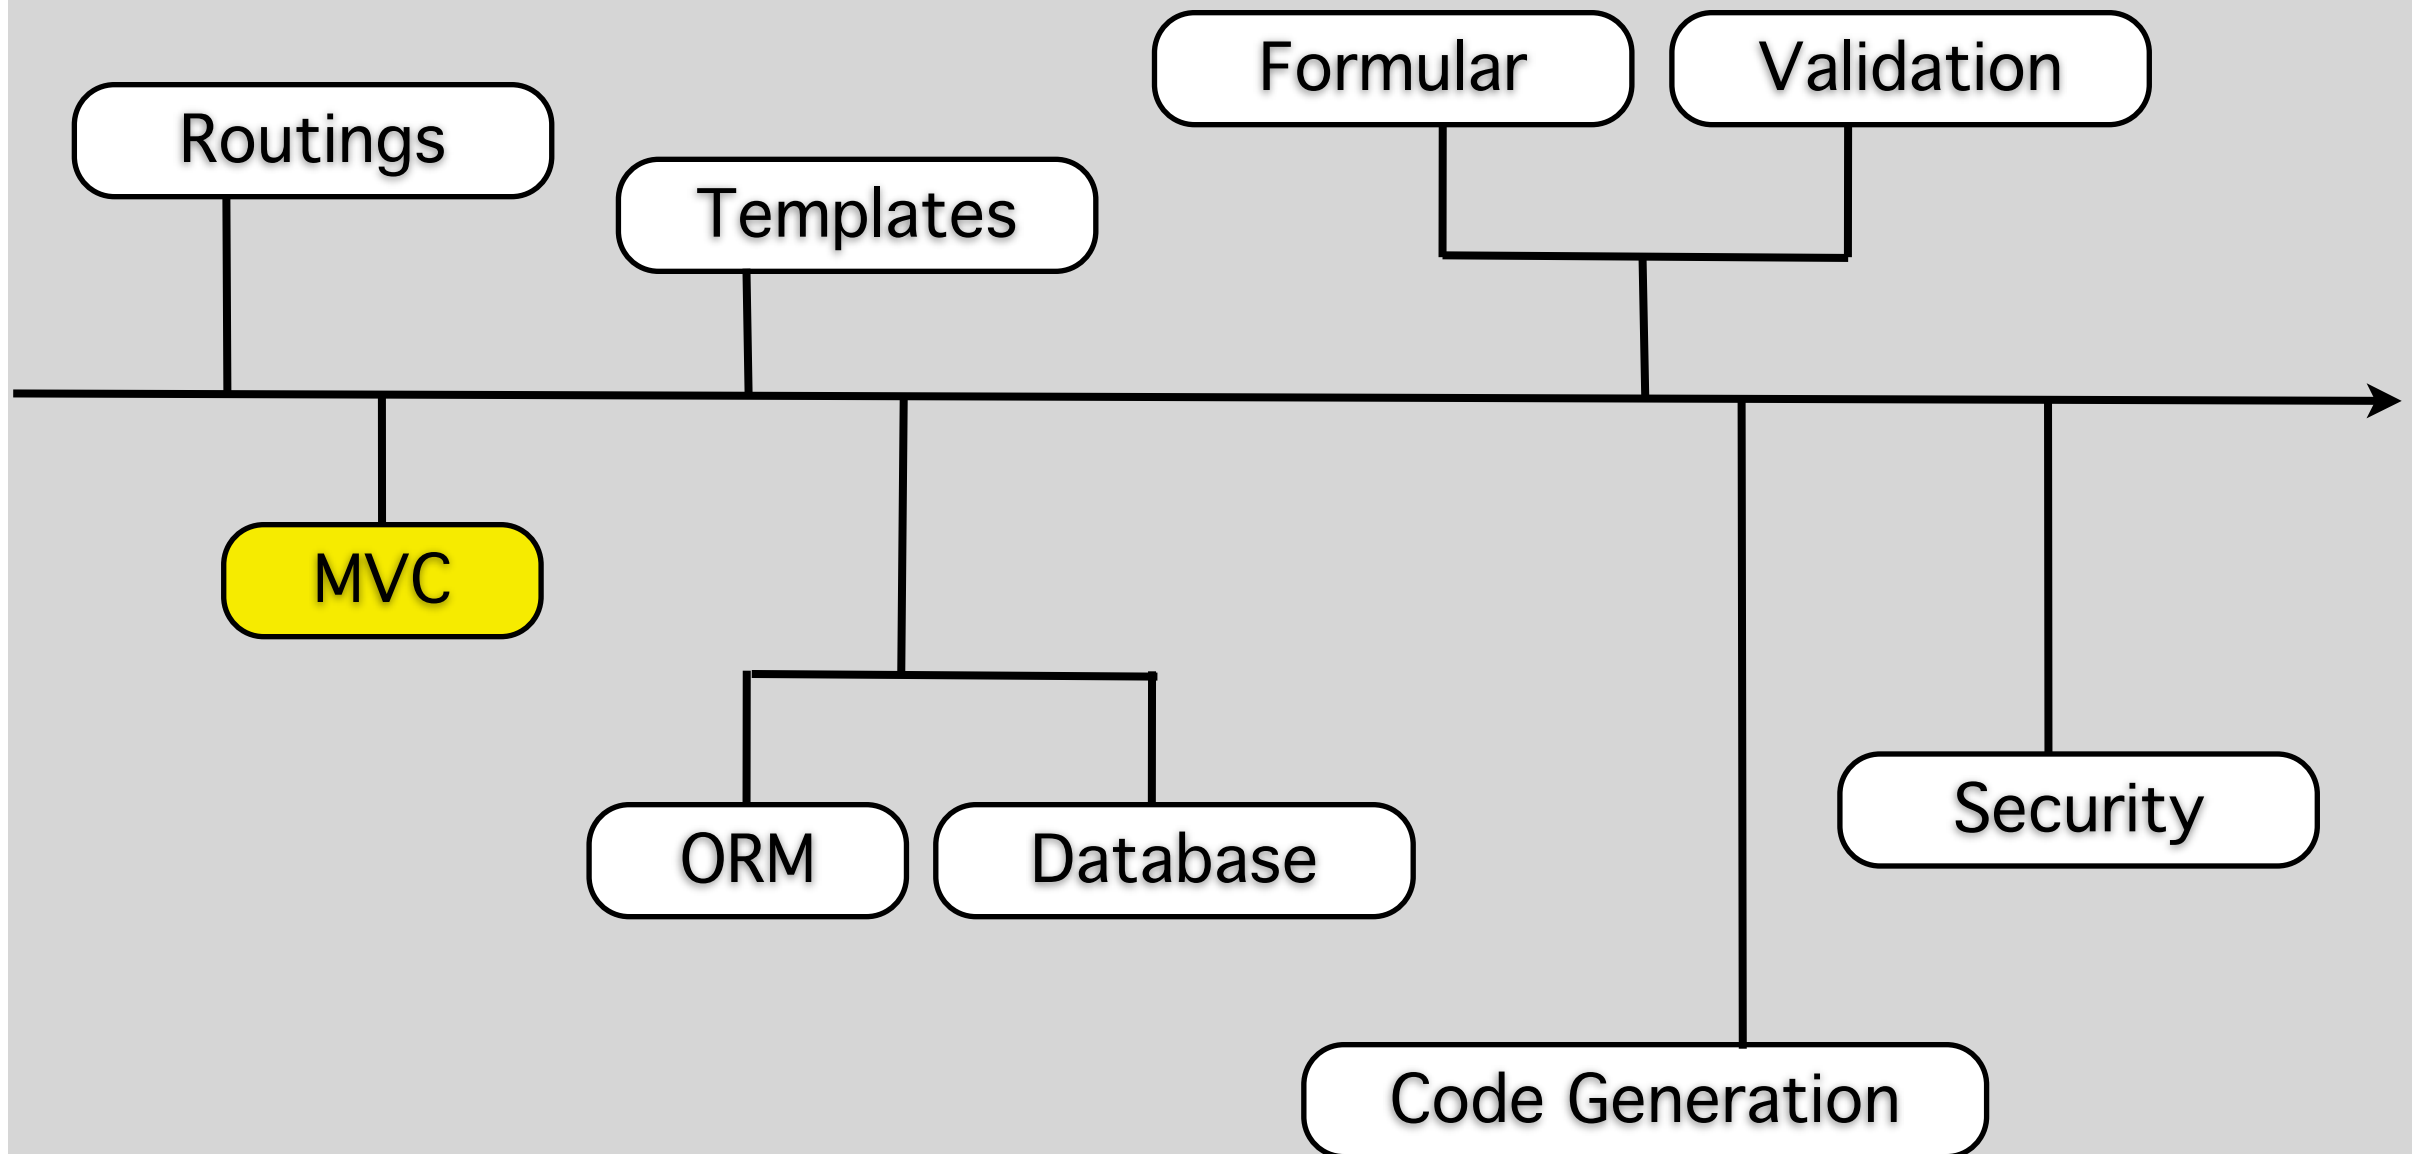 Formular
Validation
Routings
Templates
MVC
ORM
Database
Security
Code Generation